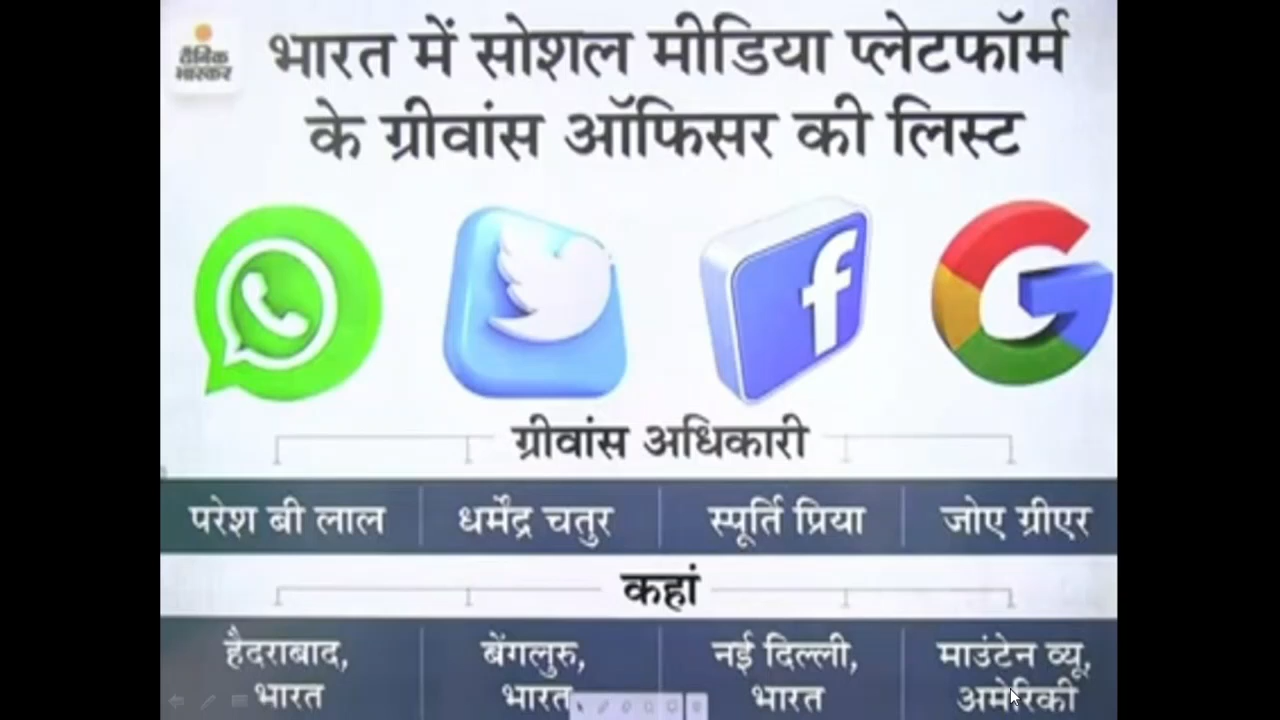 दैनिक
भास्कर
भारत में सोशल मीडिया प्लेटफॉर्म
के ग्रीवांस ऑफिसर की लिस्ट
ग्रीवांस अधिकारी
परेश बी लाल
धर्मेंद्र चतुर
स्पूर्ति प्रिया
जोए ग्रीएर
कहां
हैदराबाद,
भारत
बेंगलुरु,
भारत
नई दिल्ली,
भारत
माउंटेन व्यू,
अमेरिकी